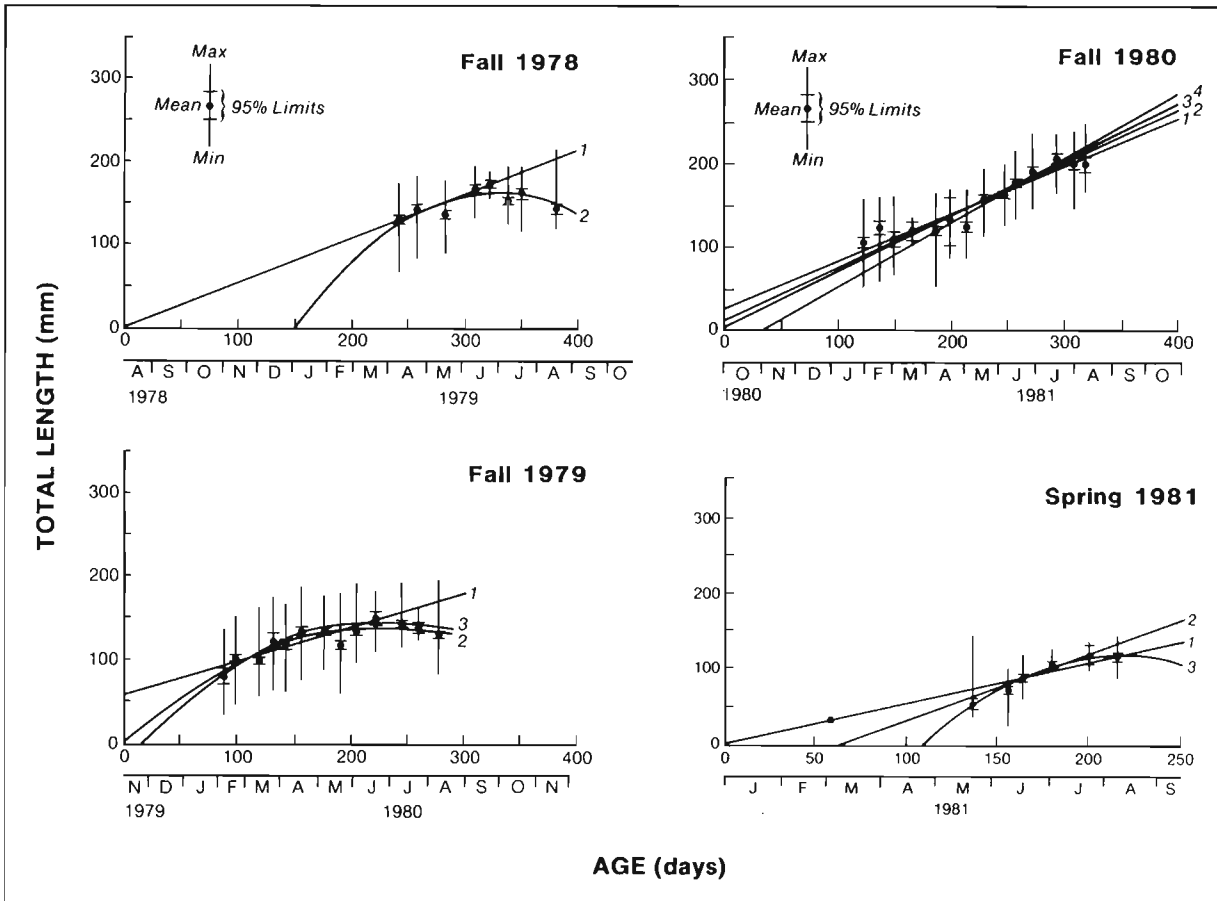 TOTAL LENGTH (mm)
Fall 1978
Max
Mean
95% Limits
Min
300
200
100
0
1
2
0 100 200 300 400
A S O N D J F M A M J J A S O
1978 1979
Fall 1980
Max
Mean
95% Limits
Min
300
200
100
0
4
3
2
1
0 100 200 300 400
O N D J F M A M J J A S O
1980 1981
Fall 1979
300
200
100
0
1
3
2
0 100 200 300 400
N D J F M A M J J A S O N
1979 1980
Spring 1981
300
200
100
0
2
1
3
0 50 100 150 200 250
J F M A M J J A S
1981
AGE (days)